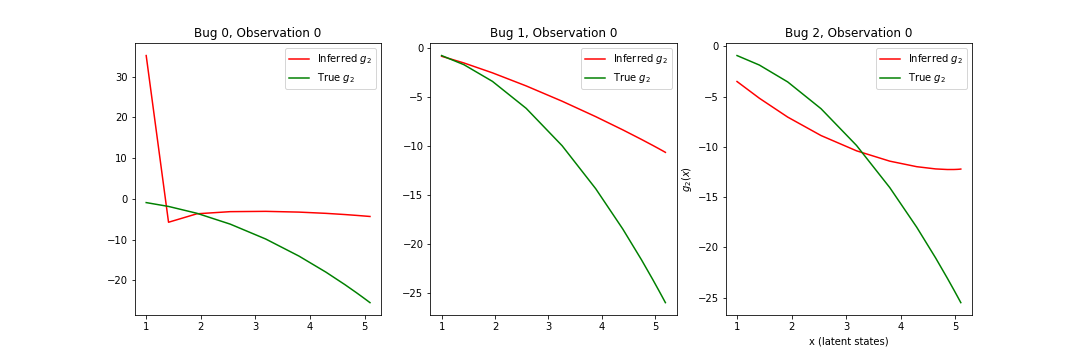 Bug 0, Observation 0
Inferred g₂
True g₂
30
20
10
0
−10
−20
1 2 3 4 5
Bug 1, Observation 0
Inferred g₂
True g₂
0
−5
−10
−15
−20
−25
1 2 3 4 5
Bug 2, Observation 0
Inferred g₂
True g₂
g₂(x)
0
−5
−10
−15
−20
−25
1 2 3 4 5
x (latent states)